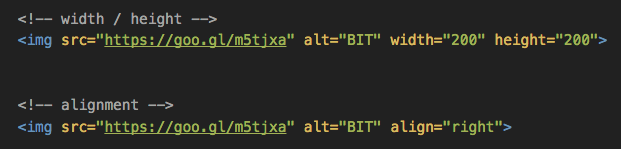 <!-- width / height -->
<img src="https://goo.gl/m5tjxa" alt="BIT" width="200" height="200">
<!-- alignment -->
<img src="https://goo.gl/m5tjxa" alt="BIT" align="right">